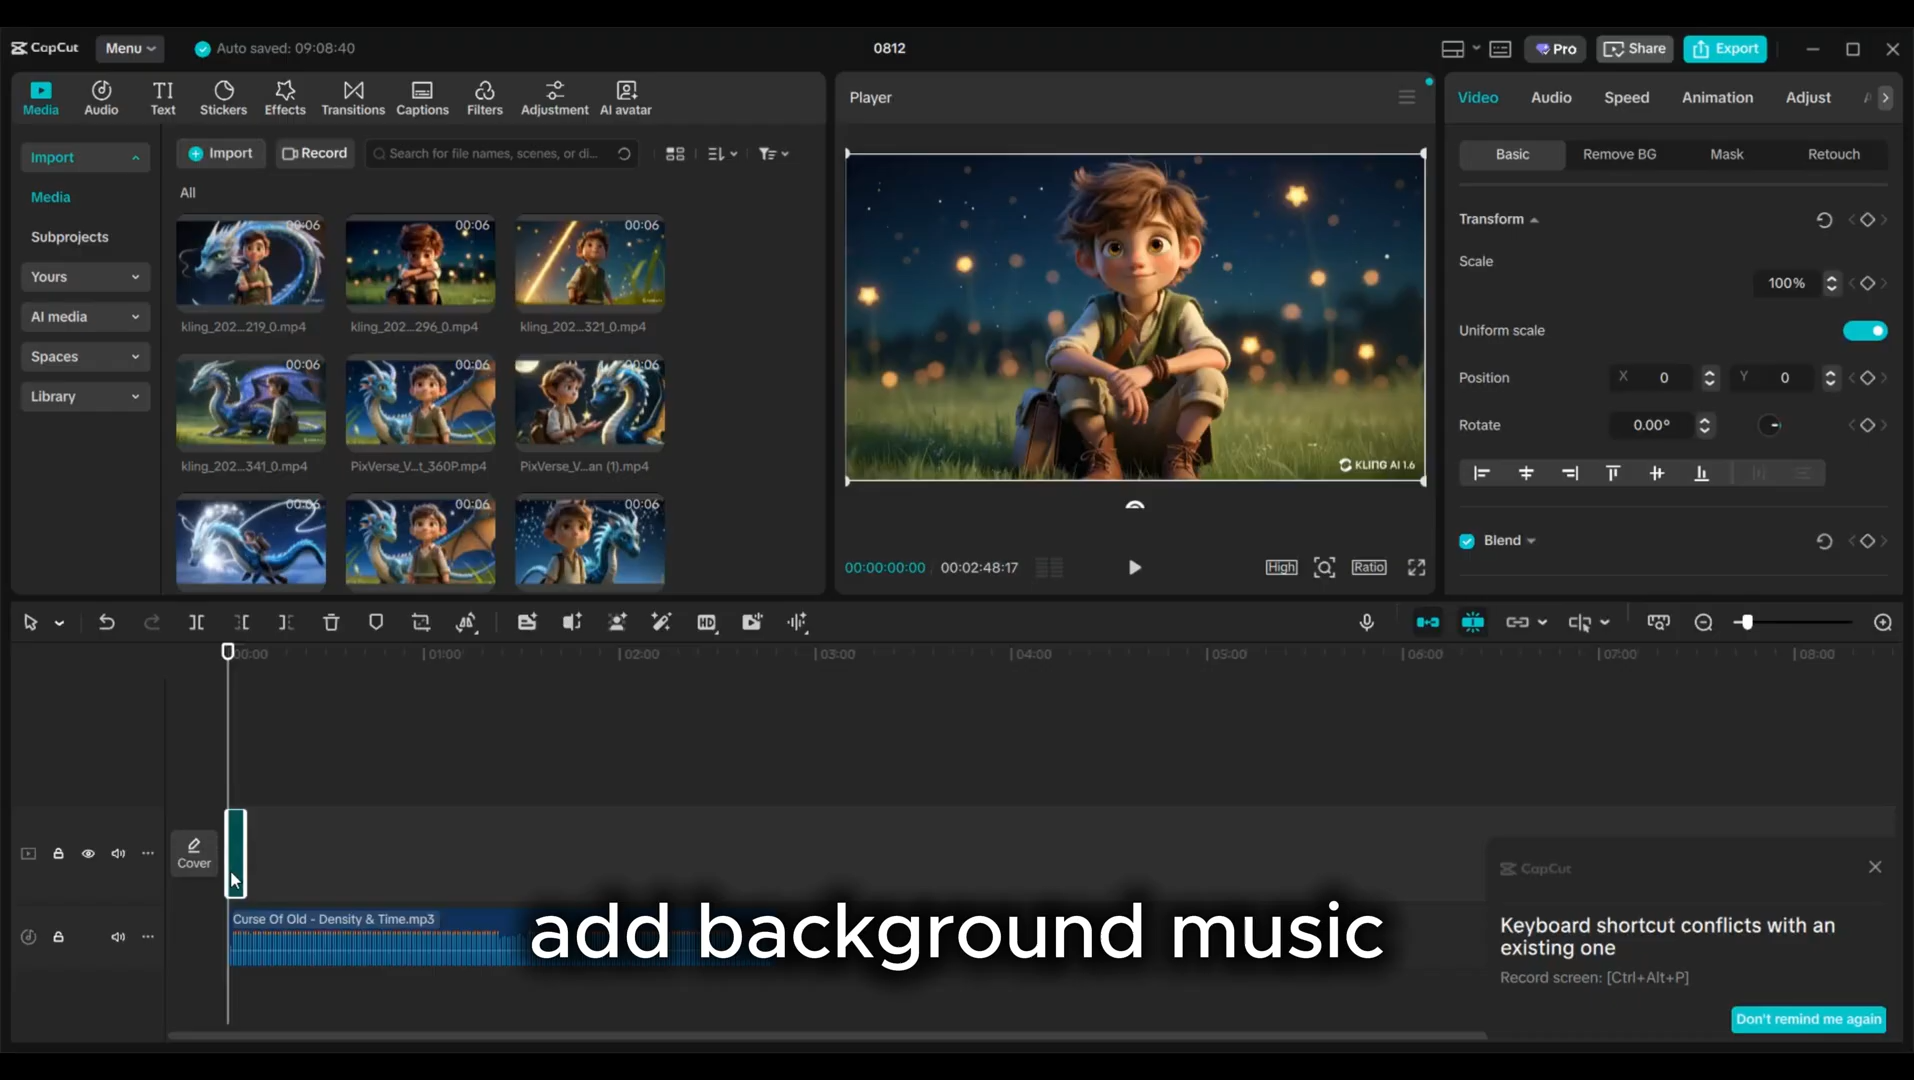 CapCut
Menu
Auto saved: 09:08:40
0812
Pro
Share
Export
Media
Audio
Text
Stickers
Effects
Transitions
Captions
Filters
Adjustment
AI avatar
Import
Media
Subprojects
Yours
AI media
Spaces
Library
Import
Record
Search for file names, scenes, or di...
All
00:06
00:06
00:06
kling_202...219_0.mp4
kling_202...296_0.mp4
kling_202...321_0.mp4
00:06
00:06
00:06
kling_202...341_0.mp4
PixVerse_V...t_360P.mp4
PixVerse_V...an (1).mp4
00:06
00:06
00:06
Player
KLING AI 1.6
00:00:00:00
00:02:48:17
High
Ratio
Video
Audio
Speed
Animation
Adjust
Basic
Remove BG
Mask
Retouch
Transform
Scale
100%
Uniform scale
Position
X 0
Y 0
Rotate
0.00°
Blend
HD
00:00
01:00
02:00
03:00
04:00
05:00
06:00
07:00
08:00
Cover
Curse Of Old - Density & Time.mp3
add background music
CapCut
Keyboard shortcut conflicts with an
existing one
Record screen: [Ctrl+Alt+P]
Don't remind me again